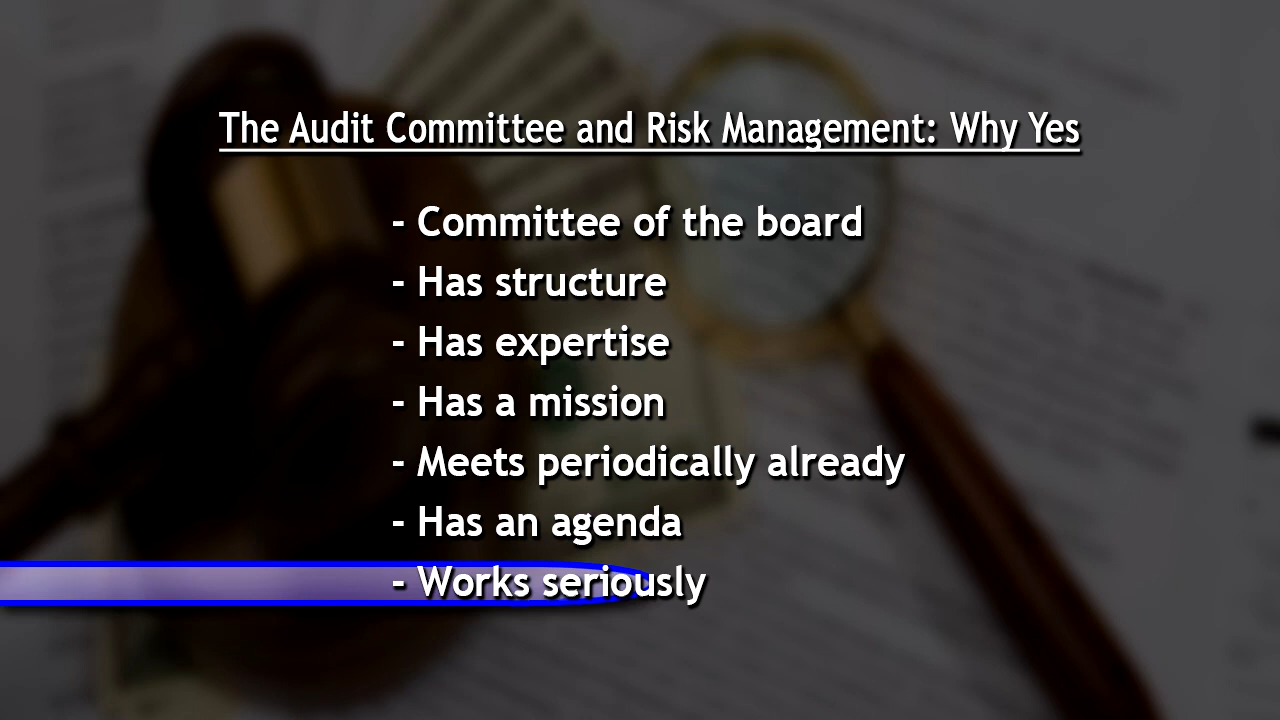 The Audit Committee and Risk Management: Why Yes
- Committee of the board
- Has structure
- Has expertise
- Has a mission
- Meets periodically already
- Has an agenda
- Works seriously